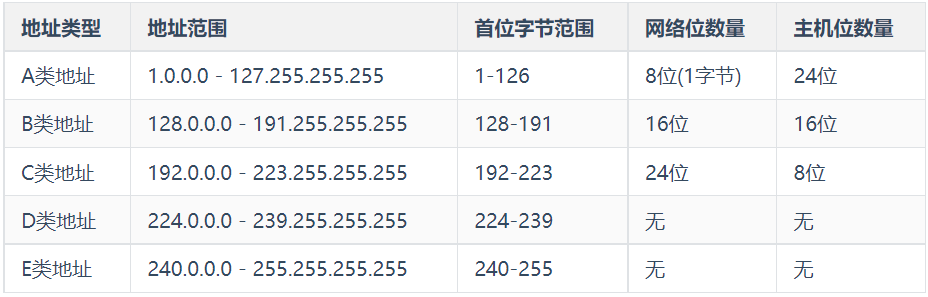 地址类型 地址范围 首位字节范围 网络位数量 主机位数量
A类地址 1.0.0.0 - 127.255.255.255 1-126 8位(1字节) 24位
B类地址 128.0.0.0 - 191.255.255.255 128-191 16位 16位
C类地址 192.0.0.0 - 223.255.255.255 192-223 24位 8位
D类地址 224.0.0.0 - 239.255.255.255 224-239 无 无
E类地址 240.0.0.0 - 255.255.255.255 240-255 无 无